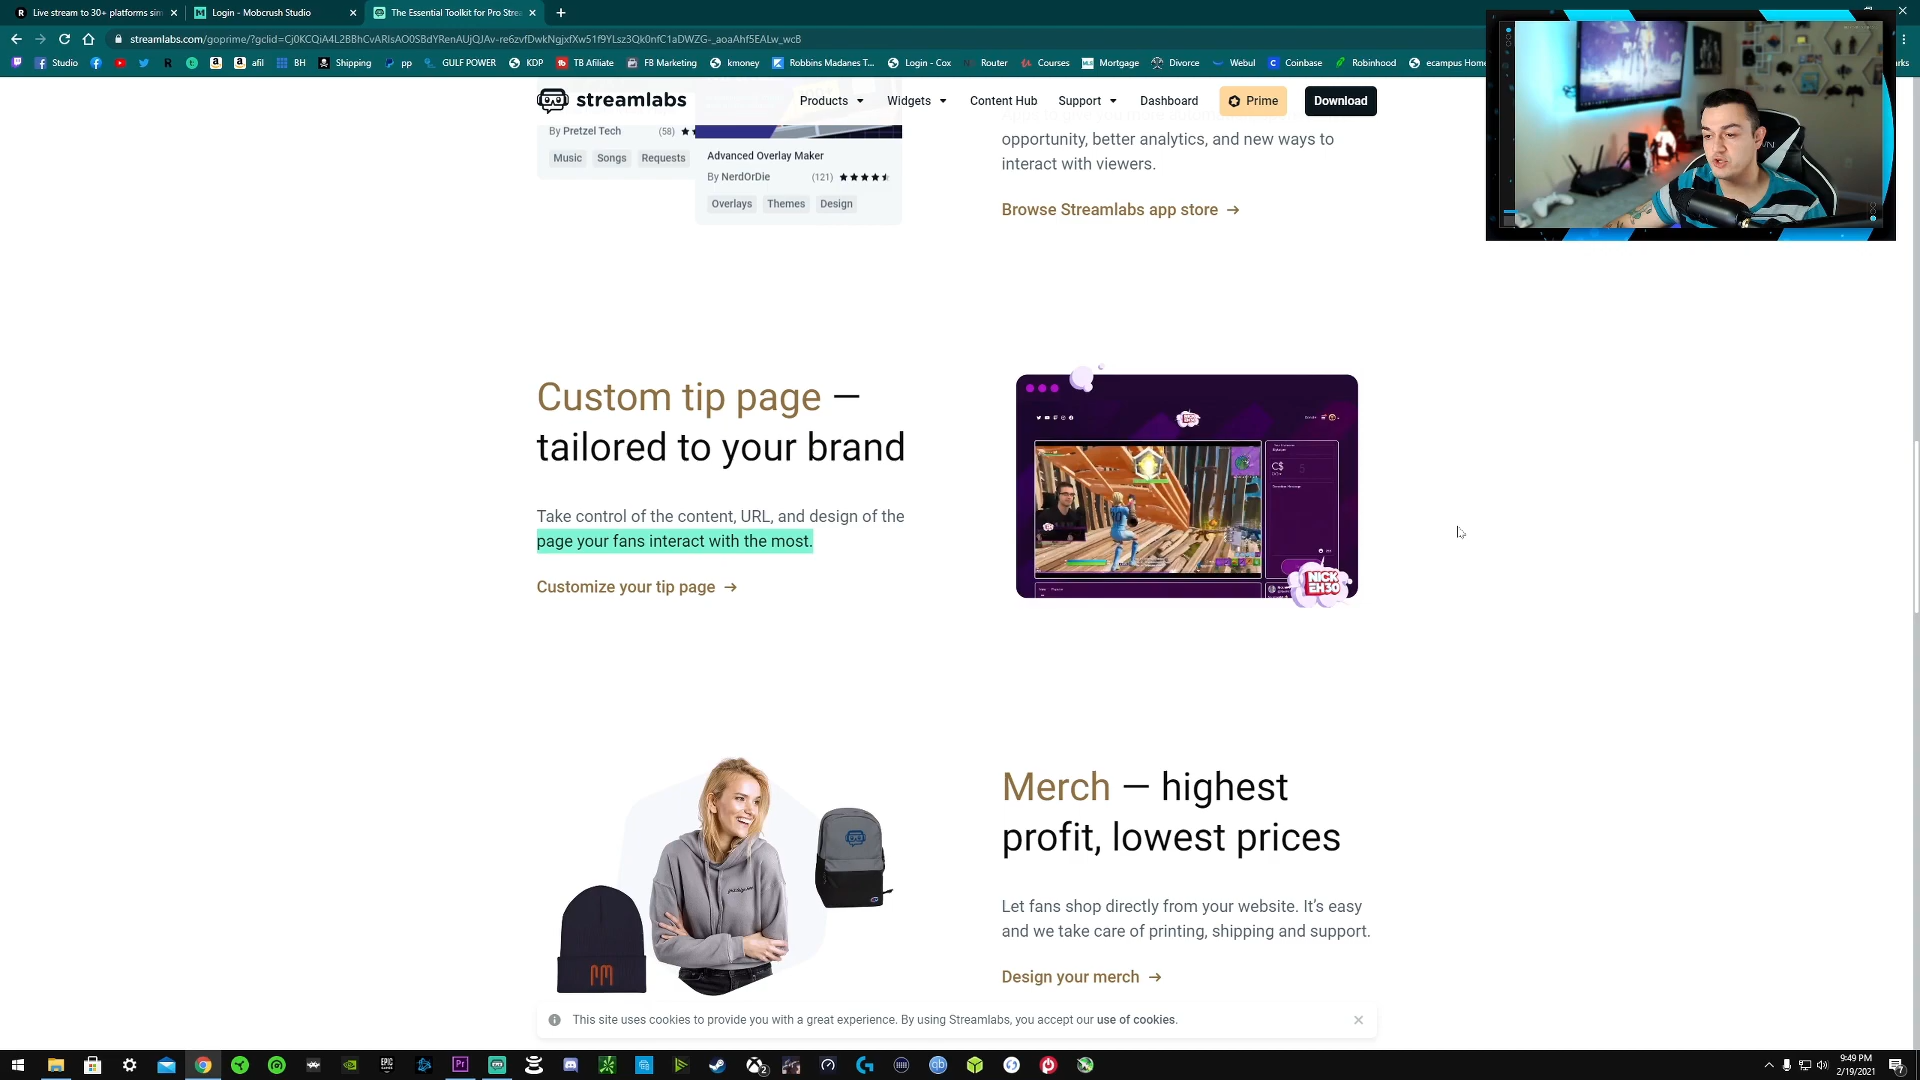 Live stream to 30+ platforms sim
Login - Mobcrush Studio
The Essential Toolkit for Pro Strea
streamlabs.com/goprime/?gclid=Cj0KCQiA4L2BBhCvARIsAO0SBdYRenAUjQJAv-re6zvfDwkNgjxfXw51f9YLsz3Qk0nfC1aDWZG-_aoaAhf5EALw_wcB
Studio
afil
BH
Shipping
pp
GULF POWER
KDP
TB Afiliate
FB Marketing
kmoney
Robbins Madanes T...
Login - Cox
Router
Courses
Mortgage
Divorce
Webul
Coinbase
Robinhood
ecampus Home
streamlabs
Products
Widgets
Content Hub
Support
Dashboard
Prime
Download
By Pretzel Tech (58)
Music
Songs
Requests
Advanced Overlay Maker
By NerdOrDie (121)
Overlays
Themes
Design
opportunity, better analytics, and new ways to
interact with viewers.
Browse Streamlabs app store →
Custom tip page —
tailored to your brand
Take control of the content, URL, and design of the
page your fans interact with the most.
Customize your tip page →
C$ 5
NICK
EH30
Merch — highest
profit, lowest prices
Let fans shop directly from your website. It’s easy
and we take care of printing, shipping and support.
Design your merch →
This site uses cookies to provide you with a great experience. By using Streamlabs, you accept our use of cookies.
9:49 PM
2/19/2021